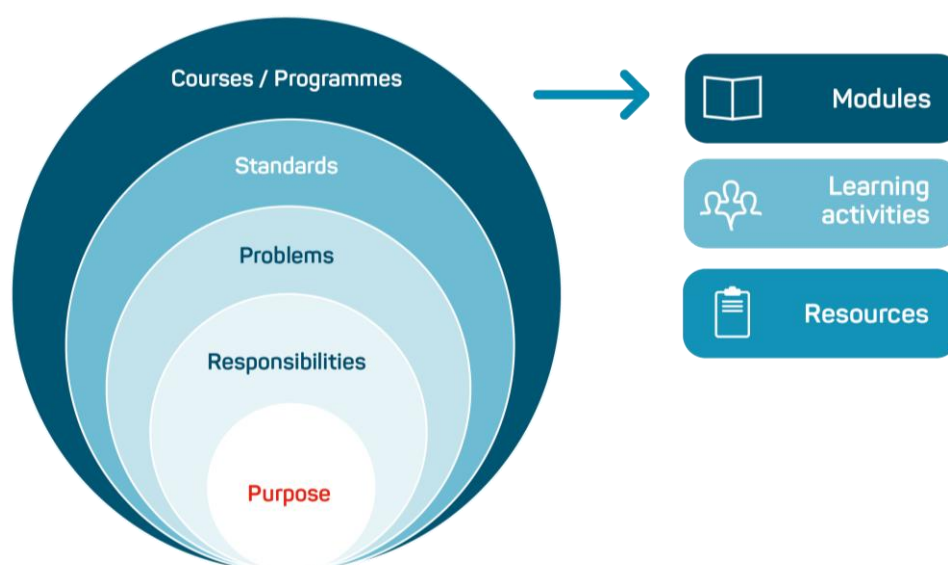 Courses / Programmes
Standards
Problems
Responsibilities
Purpose
Modules
Learning
activities
Resources